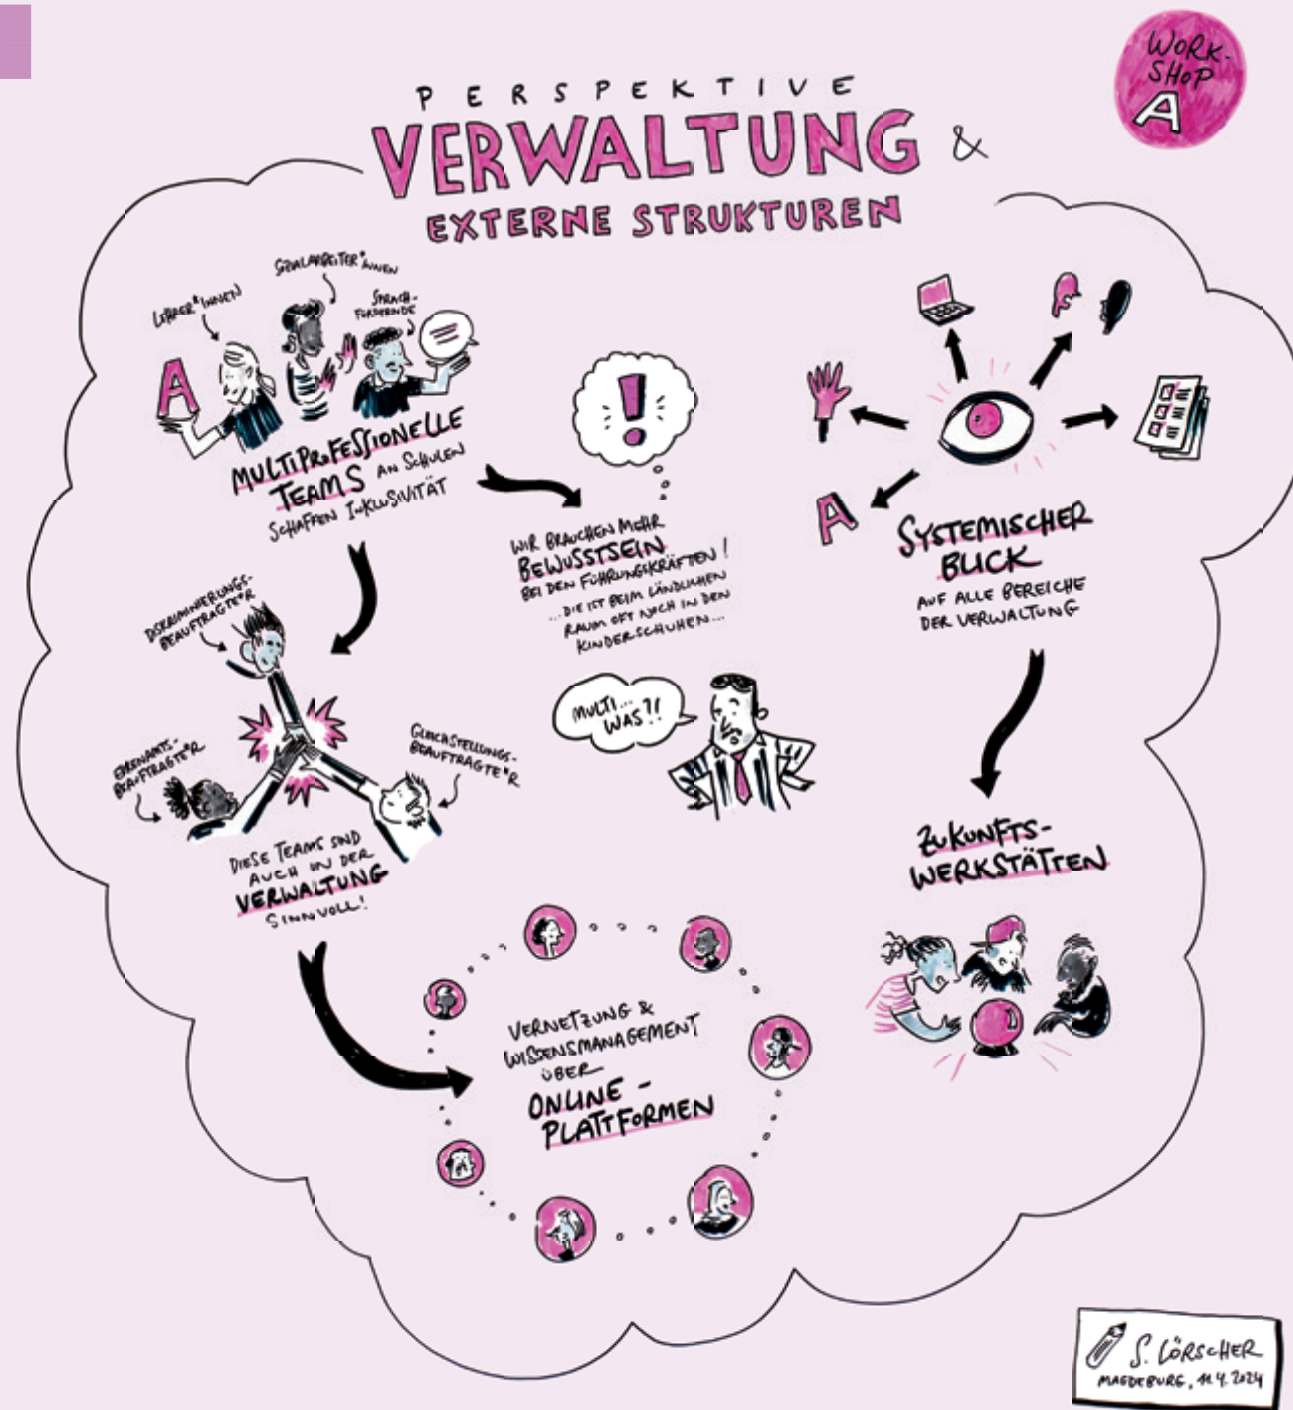 WORK-
SHOP
A
PERSPEKTIVE
VERWALTUNG &
EXTERNE STRUKTUREN
LEHRER*INNEN
SOZIALARBEITER*INNEN
SPRACH-
FÖRDERNDE
A
MULTIPROFESSIONELLE
TEAMS AN SCHULEN
SCHAFFEN INKLUSIVITÄT
!
WIR BRAUCHEN MEHR
BEWUSSTSEIN
BEI DEN FÜHRUNGSKRÄFTEN!
...DIE IST BEIM LÄNDLICHEN
RAUM OFT NOCH IN DEN
KINDERSCHUHEN...
MULTI...
WAS?!
A
SYSTEMISCHER
BLICK
AUF ALLE BEREICHE
DER VERWALTUNG
DISKRIMINIERUNGS-
BEAUFTRAGTE*R
EHRENAMTS-
BEAUFTRAGTE*R
GLEICHSTELLUNGS-
BEAUFTRAGTE*R
DIESE TEAMS SIND
AUCH IN DER
VERWALTUNG
SINNVOLL!
ZUKUNFTS-
WERKSTÄTTEN
VERNETZUNG &
WISSENSMANAGEMENT
ÜBER
ONLINE-
PLATTFORMEN
S. LÖRSCHER
MAGDEBURG, 11.4.2024